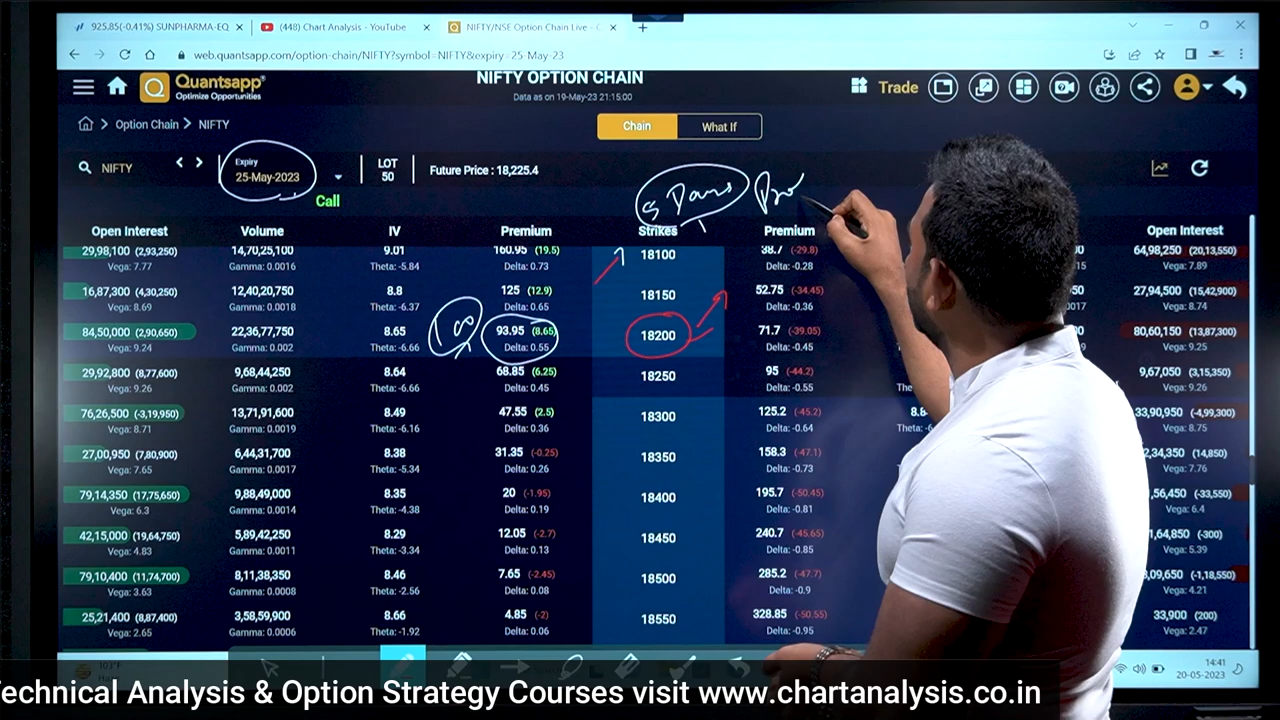 925.85(-0.41%) SUNPHARMA-EQ
(448) Chart Analysis - YouTube
NIFTY/NSE Option Chain Live -
web.quantsapp.com/option-chain/NIFTY?symbol=NIFTY&expiry=25-May-23
Quantsapp
Optimize Opportunities
NIFTY OPTION CHAIN
Data as on 19-May-23 21:15:00
Trade
Option Chain > NIFTY
Chain
What If
NIFTY
Expiry
25-May-2023
LOT
50
Future Price : 18,225.4
Call
5 Days
Open Interest Volume IV Premium Strikes Premium Open Interest
29,98,100 (2,93,250) 14,70,25,100 9.01 160.95 (19.5) 18100 38.7 (-29.8) 64,98,250 (20,13,550)
Vega: 7.77 Gamma: 0.0016 Theta: -5.84 Delta: 0.73 Delta: -0.28 Vega: 7.89
16,87,300 (4,30,250) 12,40,20,750 8.8 125 (12.9) 18150 52.75 (-34.45) 27,94,500 (15,42,900)
Vega: 8.69 Gamma: 0.0018 Theta: -6.37 Delta: 0.65 Delta: -0.36 Vega: 8.74
84,50,000 (2,90,650) 22,36,77,750 8.65 100 93.95 (8.65) 18200 71.7 (-39.05) 80,60,150 (13,87,300)
Vega: 9.24 Gamma: 0.002 Theta: -6.66 Delta: 0.55 Delta: -0.45 Vega: 9.25
29,92,800 (8,77,600) 9,68,44,250 8.64 68.85 (6.25) 18250 95 (-44.2) 9,67,050 (3,15,350)
Vega: 9.26 Gamma: 0.002 Theta: -6.66 Delta: 0.45 Delta: -0.55 Vega: 9.26
76,26,500 (-3,19,950) 13,71,91,600 8.49 47.55 (2.5) 18300 125.2 (-45.2) 33,90,950 (-4,99,300)
Vega: 8.71 Gamma: 0.0019 Theta: -6.16 Delta: 0.36 Delta: -0.64 Vega: 8.75
27,00,950 (7,80,900) 6,44,31,700 8.38 31.35 (-0.25) 18350 158.3 (-47.1) 2,34,350 (14,850)
Vega: 7.65 Gamma: 0.0017 Theta: -5.34 Delta: 0.26 Delta: -0.73 Vega: 7.76
79,14,350 (17,75,650) 9,88,49,000 8.35 20 (-1.95) 18400 195.7 (-50.45) ,56,450 (-33,550)
Vega: 6.3 Gamma: 0.0014 Theta: -4.38 Delta: 0.19 Delta: -0.81 Vega: 6.4
42,15,000 (19,64,750) 5,89,42,250 8.29 12.05 (-2.7) 18450 240.7 (-45.65) 1,64,850 (-300)
Vega: 4.83 Gamma: 0.0011 Theta: -3.34 Delta: 0.13 Delta: -0.85 Vega: 5.39
79,10,400 (11,74,700) 8,11,38,350 8.46 7.65 (-2.45) 18500 285.2 (-47.7) 3,09,650 (-1,18,550)
Vega: 3.63 Gamma: 0.0008 Theta: -2.56 Delta: 0.08 Delta: -0.9 Vega: 4.21
25,21,400 (8,87,400) 3,58,59,900 8.66 4.85 (-2) 18550 328.85 (-50.55) 33,900 (200)
Vega: 2.65 Gamma: 0.0006 Theta: -1.92 Delta: 0.06 Delta: -0.95 Vega: 2.47
103°F
14:41
20-05-2023
Technical Analysis & Option Strategy Courses visit www.chartanalysis.co.in